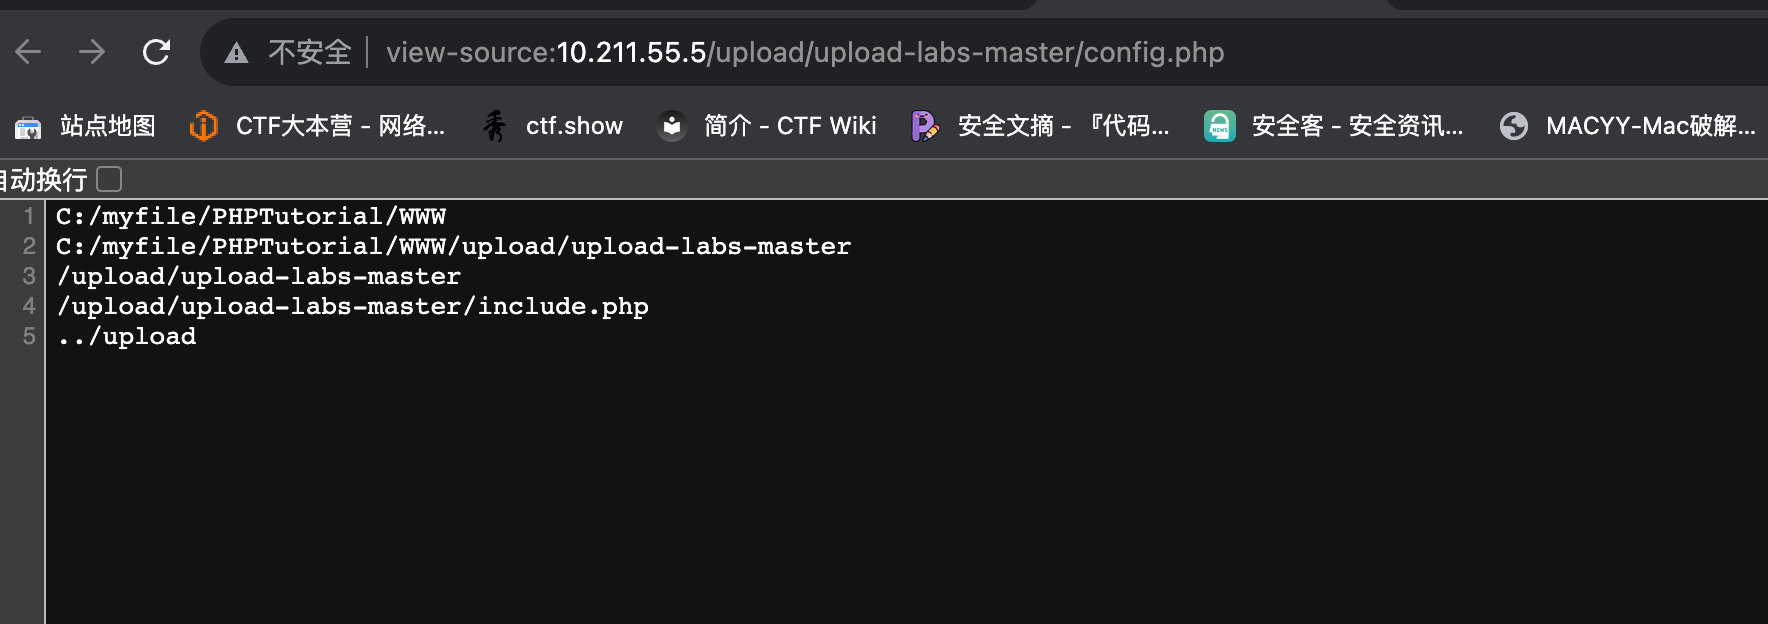 不安全 view-source:10.211.55.5/upload/upload-labs-master/config.php
站点地图 CTF大本营 - 网络... ctf.show 简介 - CTF Wiki 安全文摘 - 『代码... 安全客 - 安全资讯... MACYY-Mac破解...
自动换行
1 C:/myfile/PHPTutorial/WWW
2 C:/myfile/PHPTutorial/WWW/upload/upload-labs-master
3 /upload/upload-labs-master
4 /upload/upload-labs-master/include.php
5 ../upload